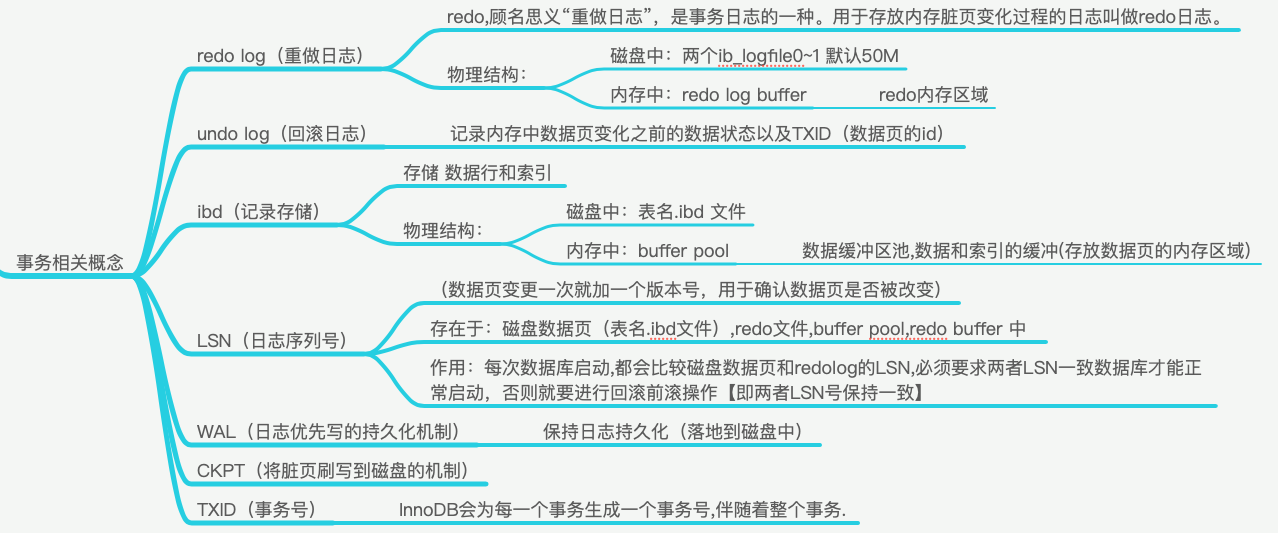 事务相关概念
redo log（重做日志）
redo,顾名思义“重做日志”，是事务日志的一种。用于存放内存脏页变化过程的日志叫做redo日志。
物理结构：
磁盘中：两个ib_logfile0~1 默认50M
内存中：redo log buffer
redo内存区域
undo log（回滚日志）
记录内存中数据页变化之前的数据状态以及TXID（数据页的id）
ibd（记录存储）
存储 数据行和索引
物理结构：
磁盘中：表名.ibd 文件
内存中：buffer pool
数据缓冲区池,数据和索引的缓冲(存放数据页的内存区域）
LSN（日志序列号）
（数据页变更一次就加一个版本号，用于确认数据页是否被改变）
存在于：磁盘数据页（表名.ibd文件）,redo文件,buffer pool,redo buffer 中
作用：每次数据库启动,都会比较磁盘数据页和redolog的LSN,必须要求两者LSN一致数据库才能正
常启动，否则就要进行回滚前滚操作【即两者LSN号保持一致】
WAL（日志优先写的持久化机制）
保持日志持久化（落地到磁盘中）
CKPT（将脏页刷写到磁盘的机制）
TXID（事务号）
InnoDB会为每一个事务生成一个事务号,伴随着整个事务.